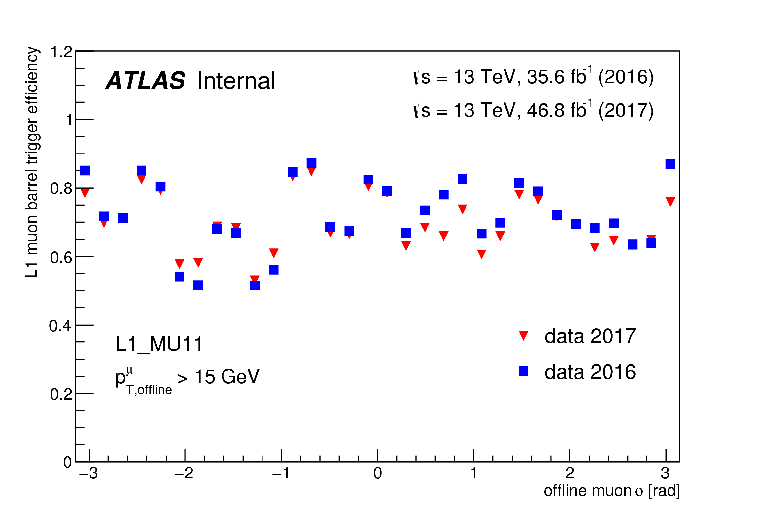 L1 muon barrel trigger efficiency
1.2
1
0.8
0.6
0.4
0.2
0
ATLAS Internal
√s = 13 TeV, 35.6 fb⁻¹ (2016)
√s = 13 TeV, 46.8 fb⁻¹ (2017)
L1_MU11
p^μ_T,offline > 15 GeV
data 2017
data 2016
−3 −2 −1 0 1 2 3
offline muon [rad]